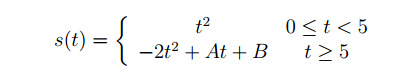 s(t) = { t² 0 ≤ t < 5
−2t² + At + B t ≥ 5